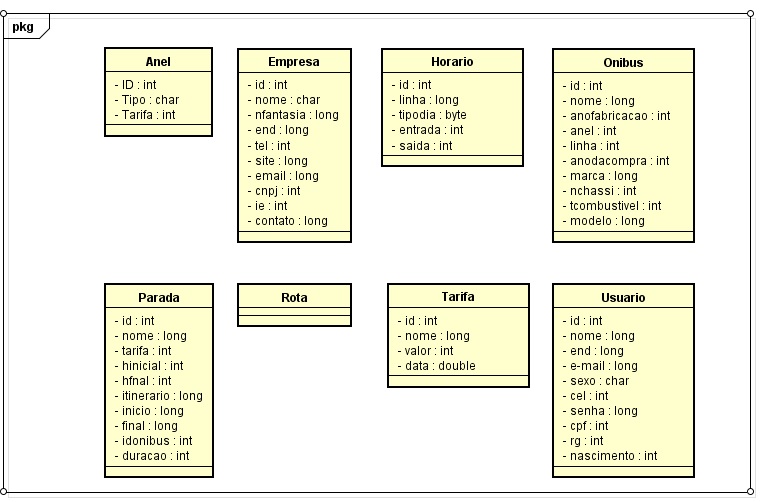 pkg
Anel
- ID : int
- Tipo : char
- Tarifa : int
Empresa
- id : int
- nome : char
- nfantasia : long
- end : long
- tel : int
- site : long
- email : long
- cnpj : int
- ie : int
- contato : long
Horario
- id : int
- linha : long
- tipodia : byte
- entrada : int
- saida : int
Onibus
- id : int
- nome : long
- anofabricacao : int
- anel : int
- linha : int
- anodacompra : int
- marca : long
- nchassi : int
- tcombustivel : int
- modelo : long
Parada
- id : int
- nome : long
- tarifa : int
- hinicial : int
- hfnal : int
- itinerario : long
- inicio : long
- final : long
- idonibus : int
- duracao : int
Rota
Tarifa
- id : int
- nome : long
- valor : int
- data : double
Usuario
- id : int
- nome : long
- end : long
- e-mail : long
- sexo : char
- cel : int
- senha : long
- cpf : int
- rg : int
- nascimento : int